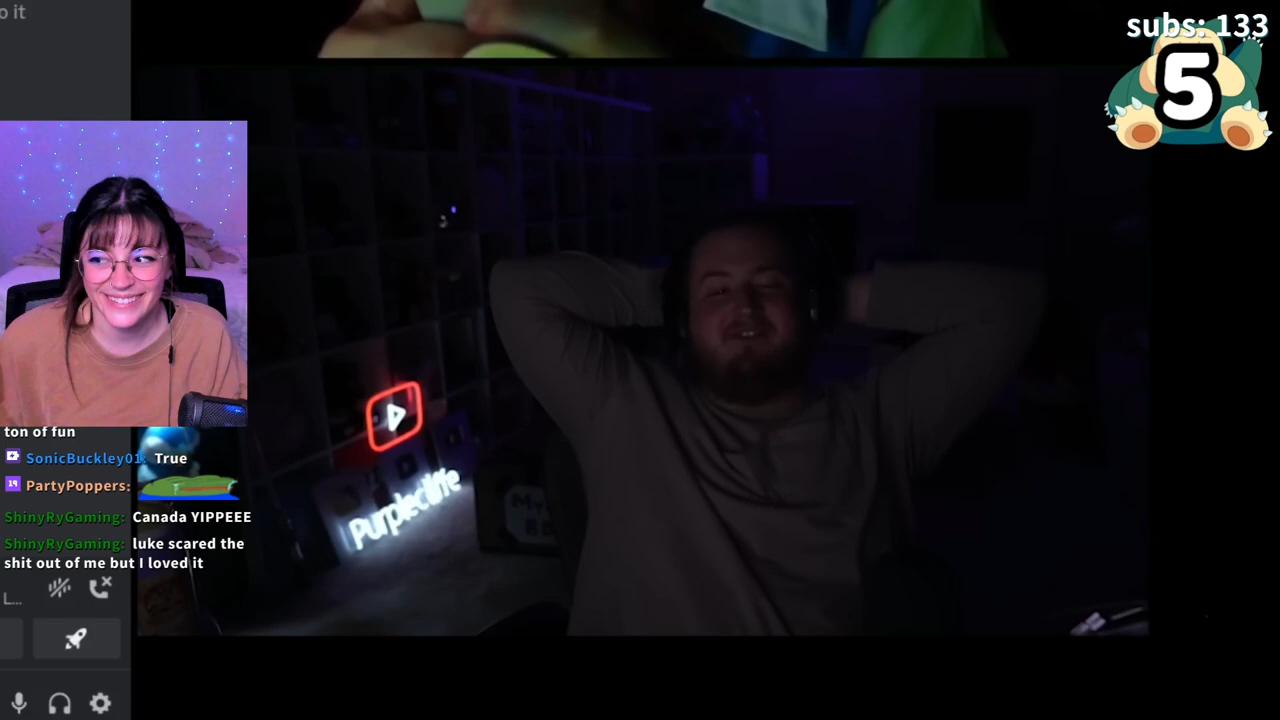 o it
subs: 133
5
ton of fun
SonicBuckley01: True
PartyPoppers:
ShinyRyGaming: Canada YIPPEEE
ShinyRyGaming: luke scared the
shit out of me but I loved it
Purplecliffe
L...